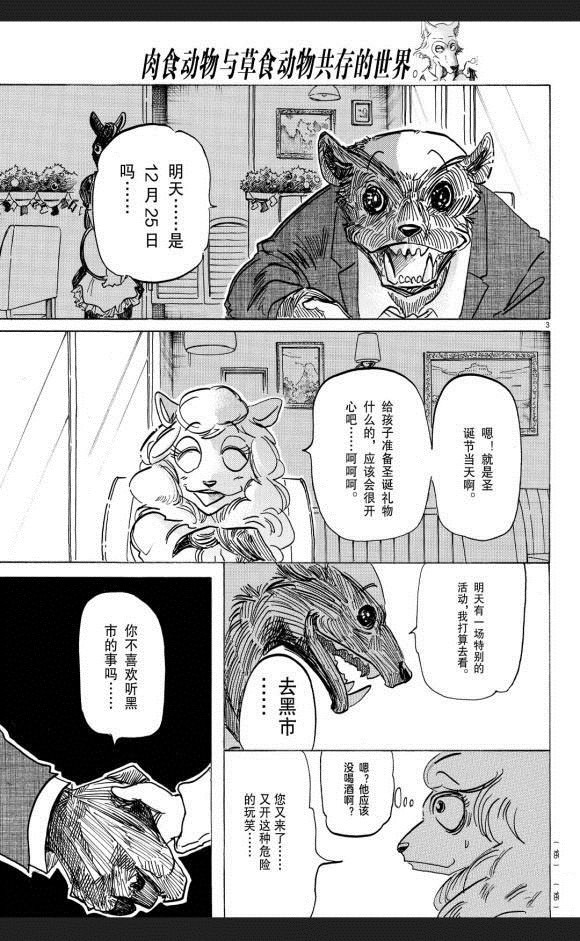 肉食动物与草食动物共存的世界
明天……是
12月25日
吗……
3
嗯！就是圣
诞节当天啊。
给孩子准备圣诞礼物
什么的，应该会很开
心吧……呵呵呵。
明天有一场特别的
活动，我打算去看。
去黑市
……
你不喜欢听黑
市的事吗……
嗯？他应该
没喝酒啊？
您又来了……
又开这种危险
的玩笑……